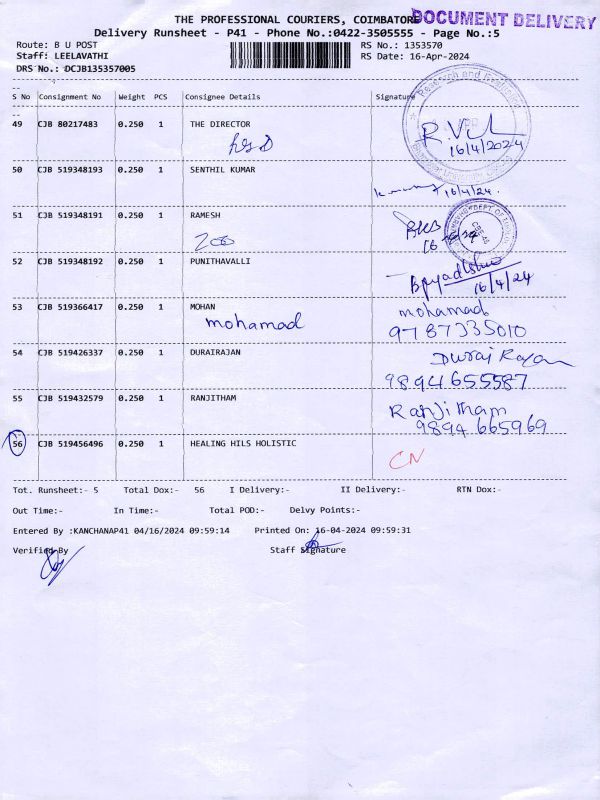 THE PROFESSIONAL COURIERS, COIMBATORE
DOCUMENT DELIVERY
Delivery Runsheet - P41 - Phone No.:0422-3505555 - Page No.:5
Route: B U POST
RS No.: 1353570
Staff: LEELAVATHI
RS Date: 16-Apr-2024
DRS No.: DCJB135357005
S No Consignment No Weight PCS Consignee Details Signature
49 CJB 80217483 0.250 1 THE DIRECTOR
16/4/2024
50 CJB 519348193 0.250 1 SENTHIL KUMAR
16/4/24.
51 CJB 519348191 0.250 1 RAMESH
52 CJB 519348192 0.250 1 PUNITHAVALLI
16/4/24
53 CJB 519366417 0.250 1 MOHAN
mohamad
mohamad
9787335010
54 CJB 519426337 0.250 1 DURAIRAJAN
Durai Rajan
9894655587
55 CJB 519432579 0.250 1 RANJITHAM
Ranjitham
9894665969
56 CJB 519456496 0.250 1 HEALING HILS HOLISTIC
CN
Tot. Runsheet:- 5 Total Dox:- 56 I Delivery:- II Delivery:- RTN Dox:-
Out Time:- In Time:- Total POD:- Delvy Points:-
Entered By :KANCHANAP41 04/16/2024 09:59:14 Printed On: 16-04-2024 09:59:31
Verified By Staff Signature